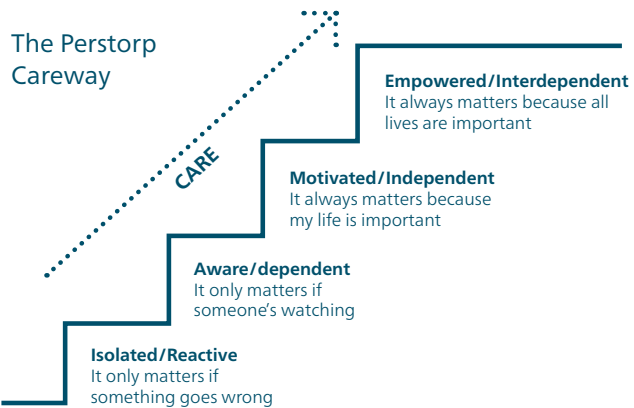 The Perstorp
Careway
CARE
Empowered/Interdependent
It always matters because all
lives are important
Motivated/Independent
It always matters because
my life is important
Aware/dependent
It only matters if
someone's watching
Isolated/Reactive
It only matters if
something goes wrong